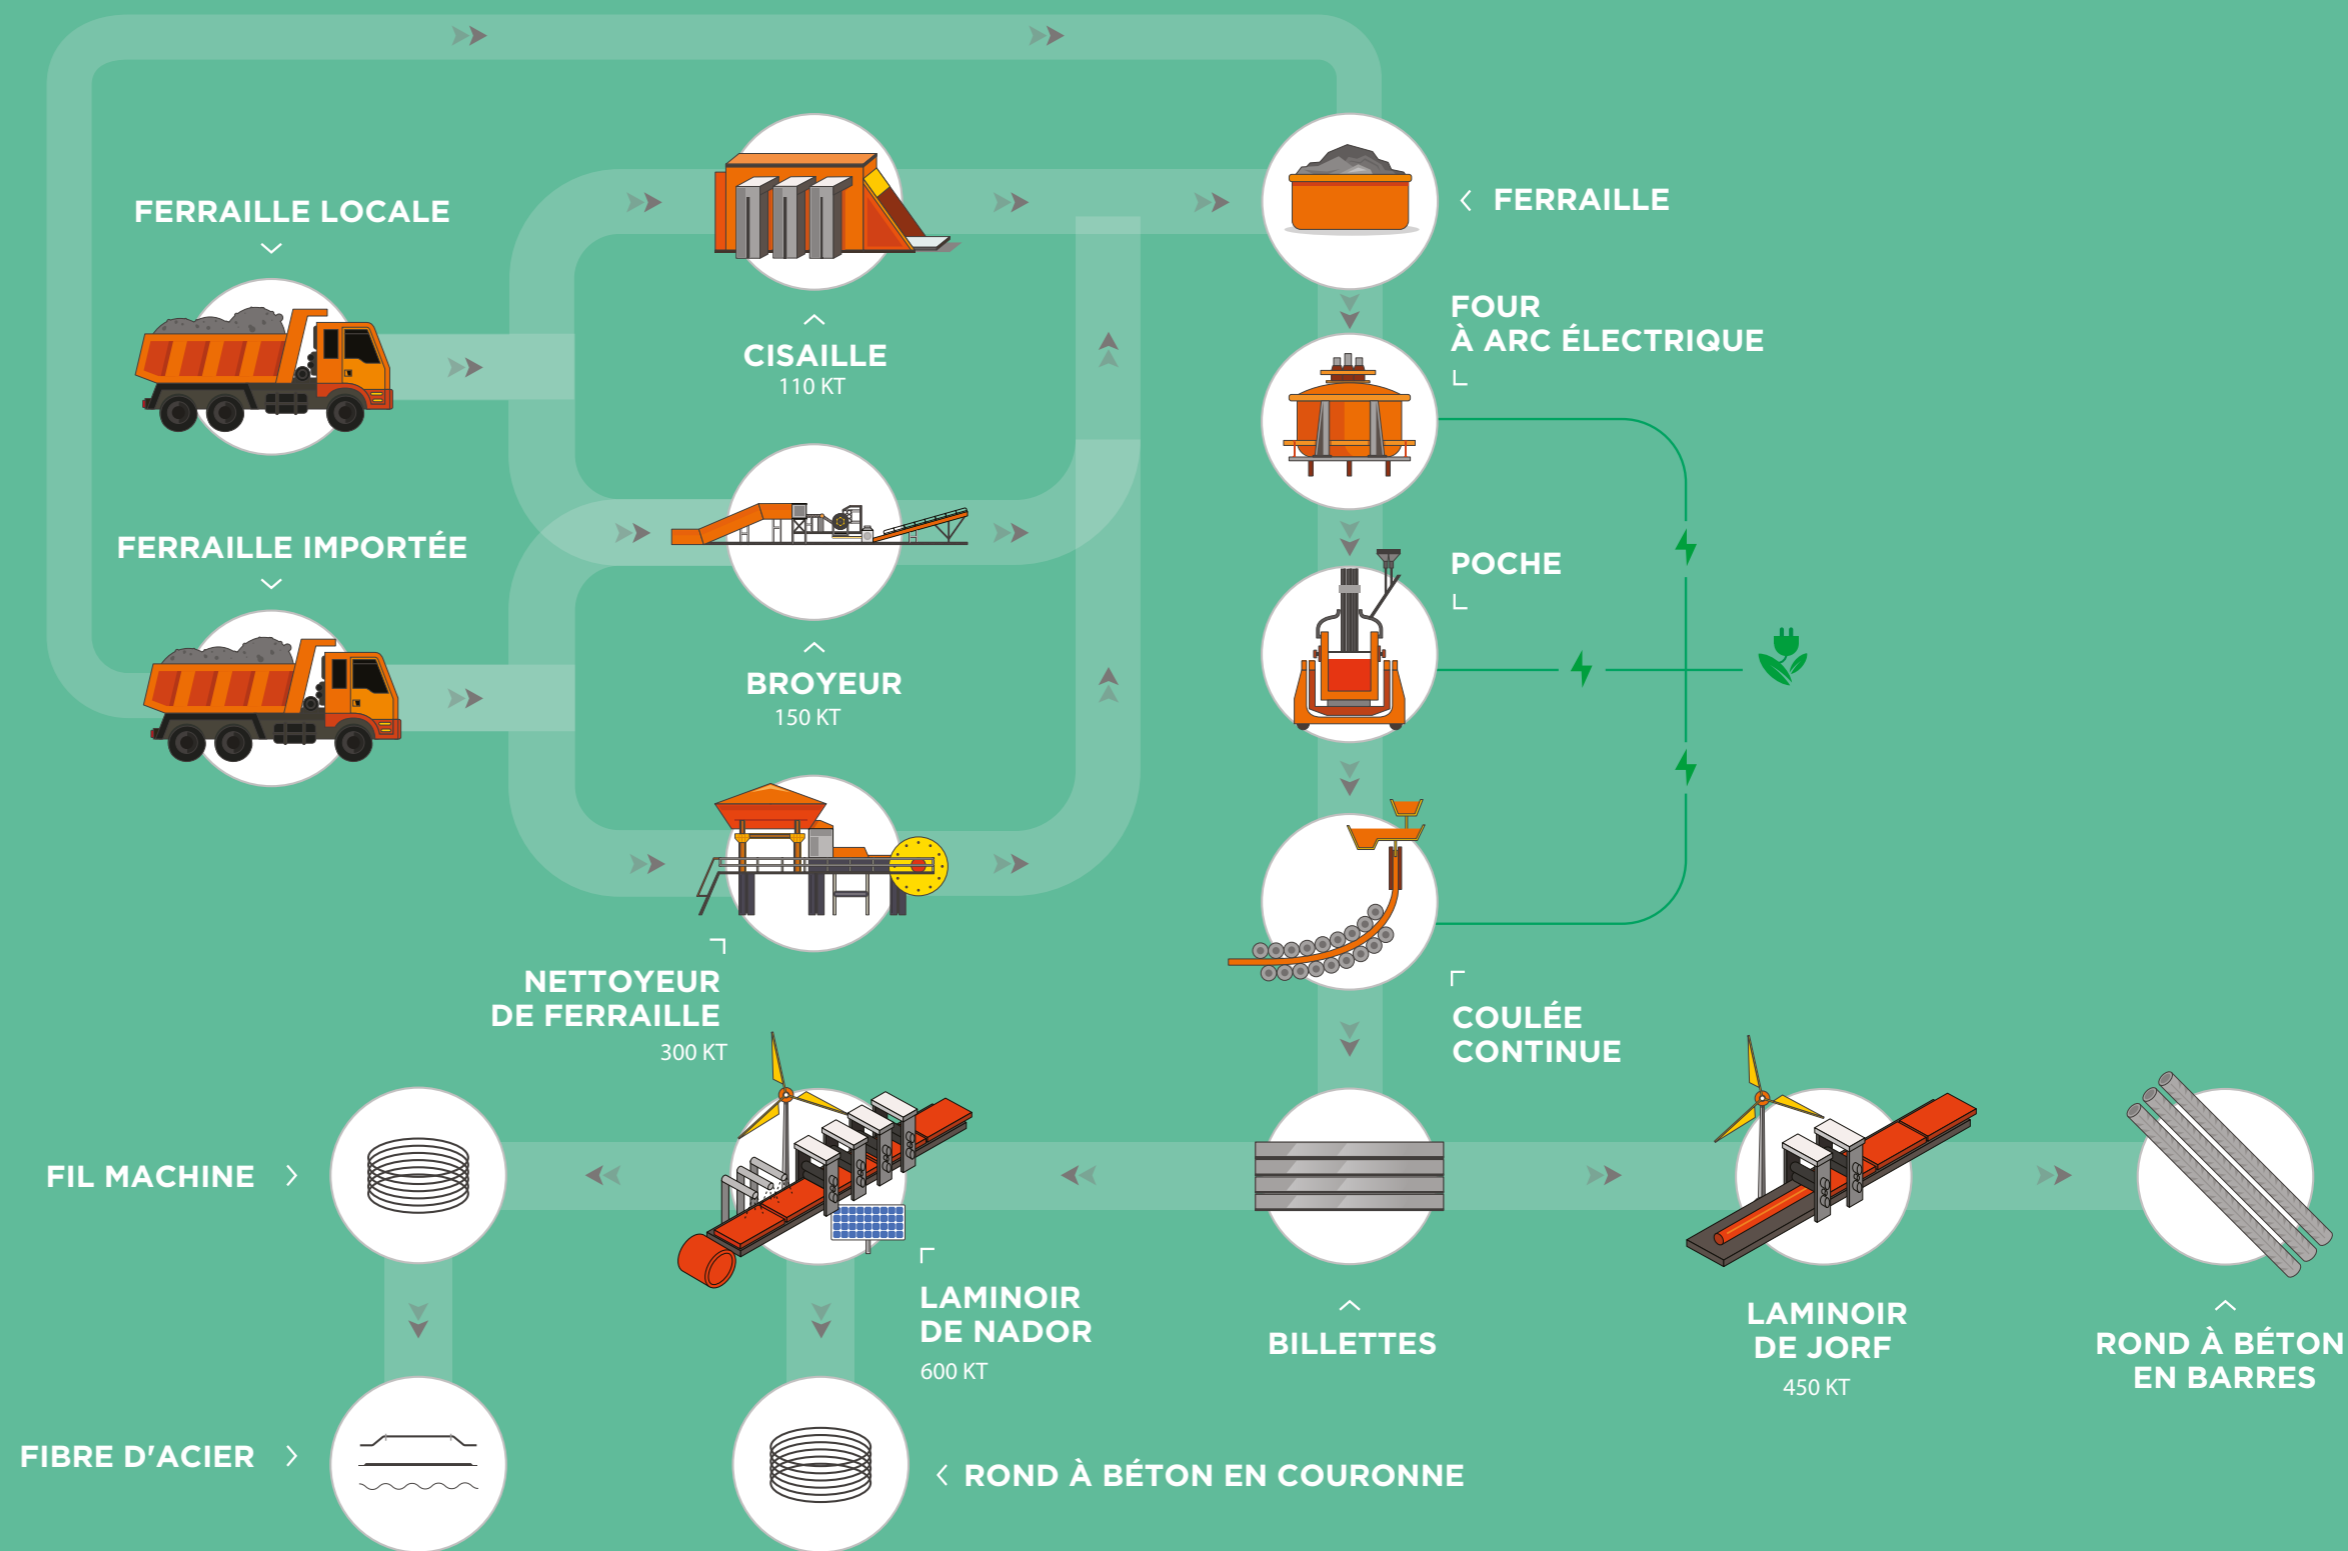 FERRAILLE LOCALE
FERRAILLE IMPORTÉE
CISAILLE
110 KT
BROYEUR
150 KT
NETTOYEUR
DE FERRAILLE
300 KT
FERRAILLE
FOUR
À ARC ÉLECTRIQUE
POCHE
COULÉE
CONTINUE
FIL MACHINE
LAMINOIR
DE NADOR
600 KT
BILLETTES
LAMINOIR
DE JORF
450 KT
ROND À BÉTON
EN BARRES
FIBRE D'ACIER
ROND À BÉTON EN COURONNE